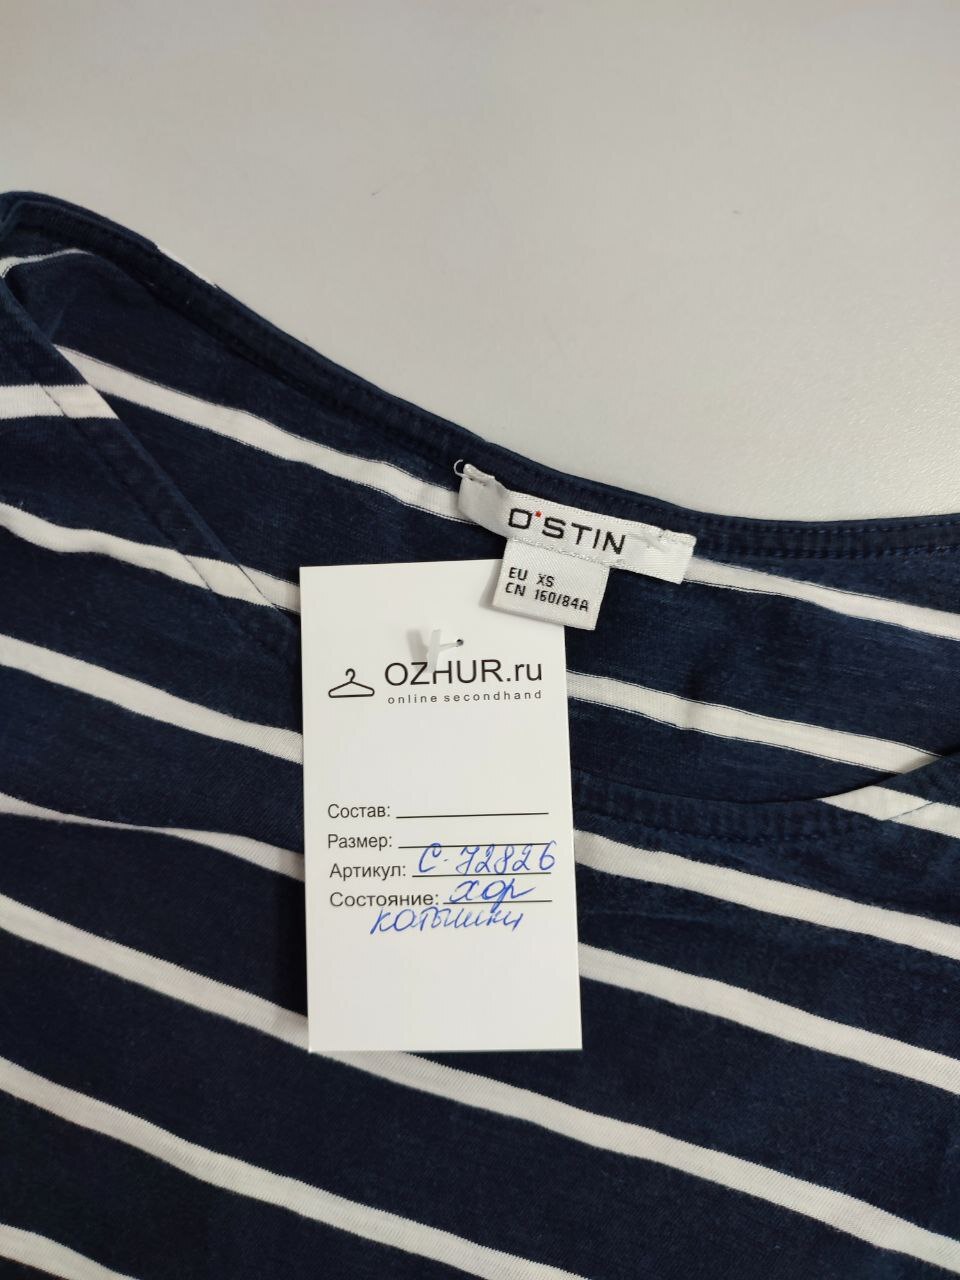 O'STIN
EU XS
CN 160/84A
OZHUR.ru
online secondhand
Состав:
Размер:
Артикул: С-72826
Состояние: хор
катышки